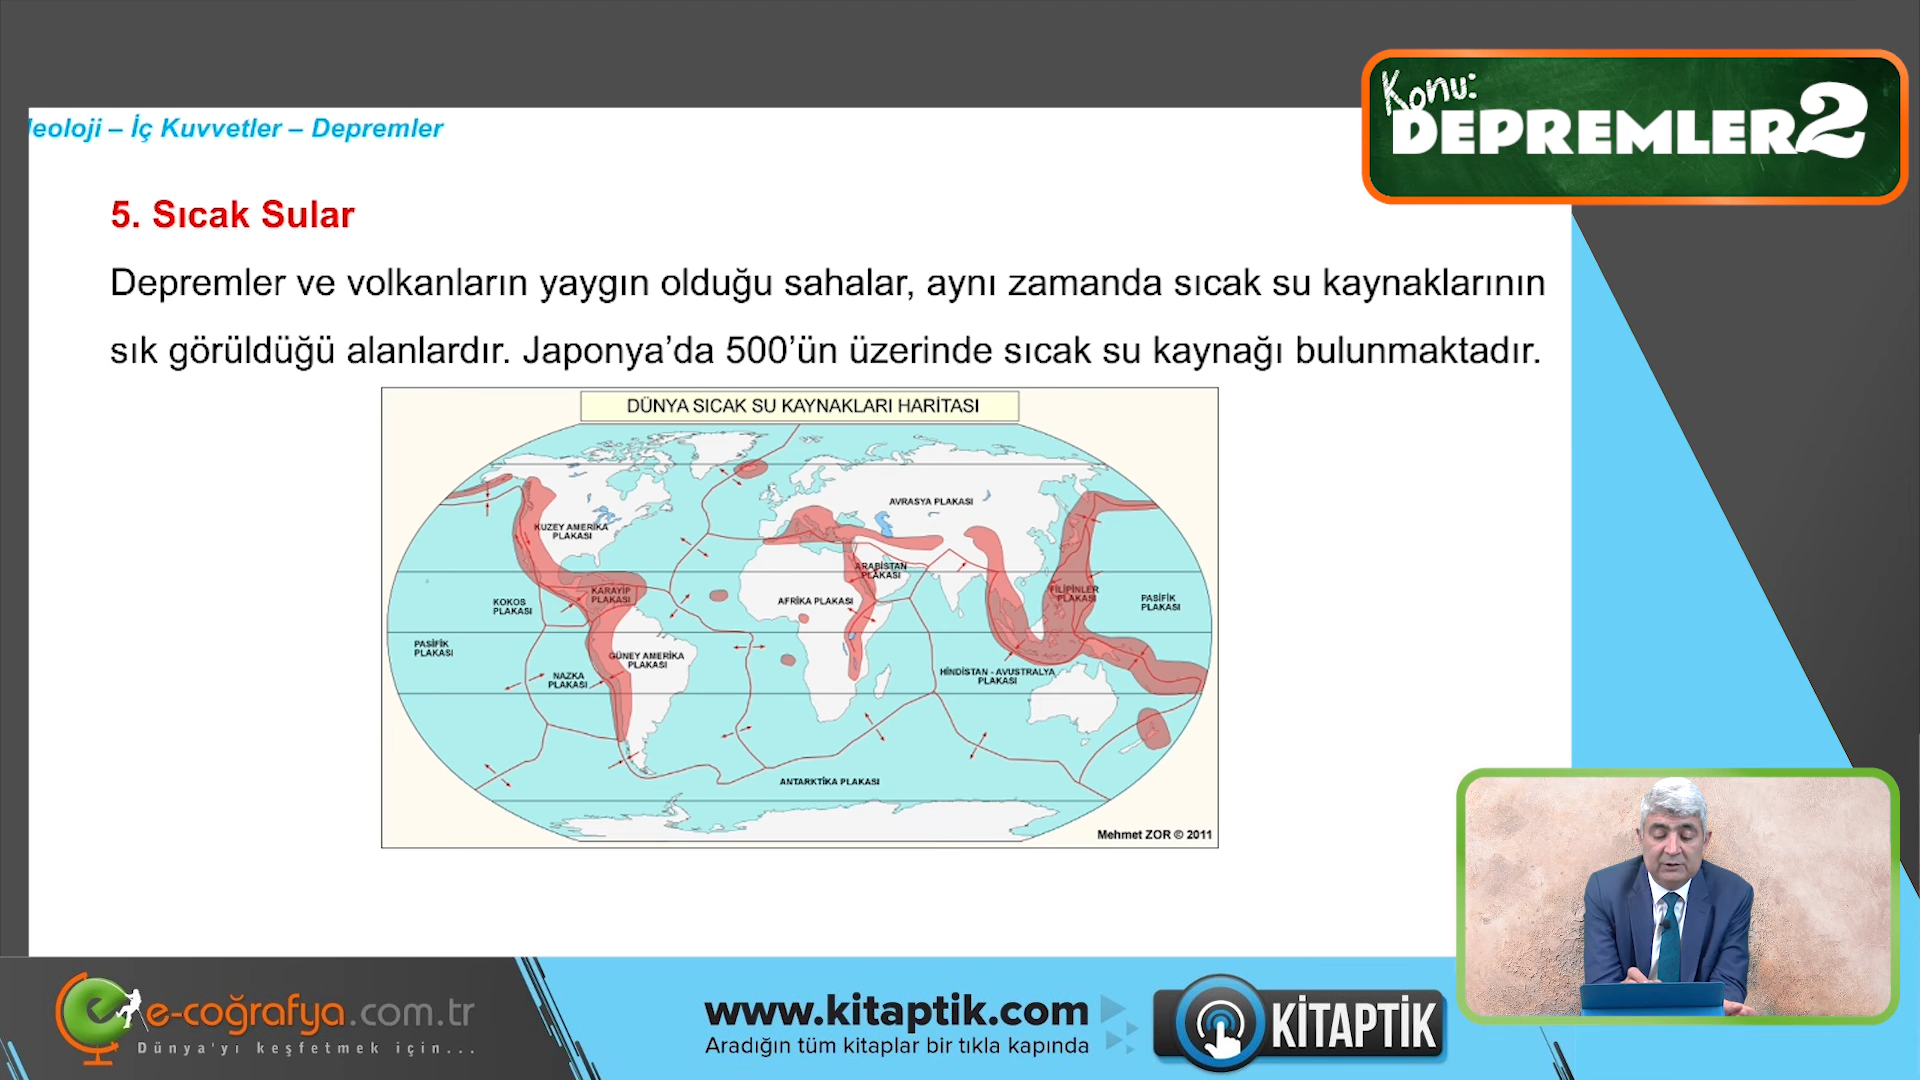 Konu:
DEPREMLER 2
eoloji – İç Kuvvetler – Depremler
5. Sıcak Sular
Depremler ve volkanların yaygın olduğu sahalar, aynı zamanda sıcak su kaynaklarının
sık görüldüğü alanlardır. Japonya’da 500’ün üzerinde sıcak su kaynağı bulunmaktadır.
DÜNYA SICAK SU KAYNAKLARI HARİTASI
AVRASYA PLAKASI
KUZEY AMERİKA
PLAKASI
ARABİSTAN
PLAKASI
KARAYİP
PLAKASI
FİLİPİNLER
PLAKASI
KOKOS
PLAKASI
AFRİKA PLAKASI
PASİFİK
PLAKASI
PASİFİK
PLAKASI
GÜNEY AMERİKA
PLAKASI
NAZKA
PLAKASI
HİNDİSTAN - AVUSTRALYA
PLAKASI
ANTARKTİKA PLAKASI
Mehmet ZOR © 2011
e-coğrafya.com.tr
Dünya'yı keşfetmek için...
www.kitaptik.com
Aradığın tüm kitaplar bir tıkla kapında
KİTAPTİK